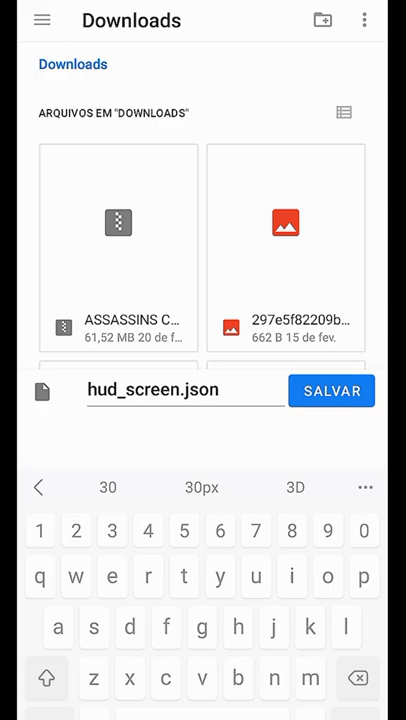 Downloads
Downloads
ARQUIVOS EM "DOWNLOADS"
ASSASSINS C...
61,52 MB 20 de f...
297e5f82209b...
662 B 15 de fev.
hud_screen.json
SALVAR
30
30px
3D
1 2 3 4 5 6 7 8 9 0
q w e r t y u i o p
a s d f g h j k l
z x c v b n m